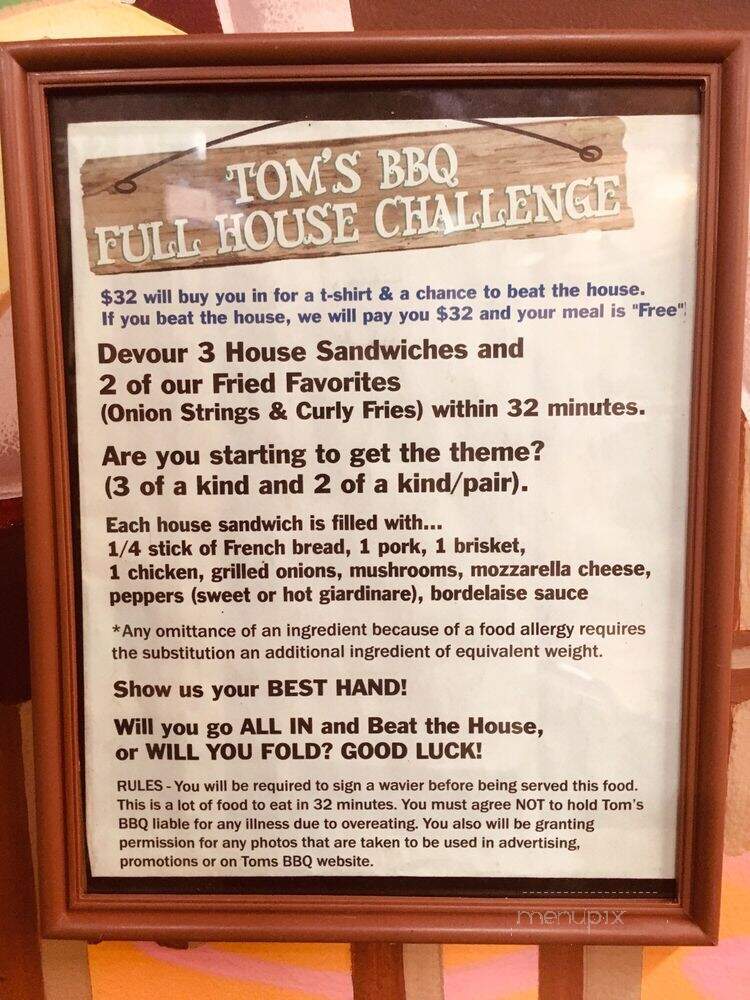 TOM'S BBQ
FULL HOUSE CHALLENGE
$32 will buy you in for a t-shirt & a chance to beat the house.
If you beat the house, we will pay you $32 and your meal is "Free"!
Devour 3 House Sandwiches and
2 of our Fried Favorites
(Onion Strings & Curly Fries) within 32 minutes.
Are you starting to get the theme?
(3 of a kind and 2 of a kind/pair).
Each house sandwich is filled with...
1/4 stick of French bread, 1 pork, 1 brisket,
1 chicken, grilled onions, mushrooms, mozzarella cheese,
peppers (sweet or hot giardinare), bordelaise sauce
*Any omittance of an ingredient because of a food allergy requires
the substitution an additional ingredient of equivalent weight.
Show us your BEST HAND!
Will you go ALL IN and Beat the House,
or WILL YOU FOLD? GOOD LUCK!
RULES - You will be required to sign a wavier before being served this food.
This is a lot of food to eat in 32 minutes. You must agree NOT to hold Tom's
BBQ liable for any illness due to overeating. You also will be granting
permission for any photos that are taken to be used in advertising,
promotions or on Toms BBQ website.
menupix